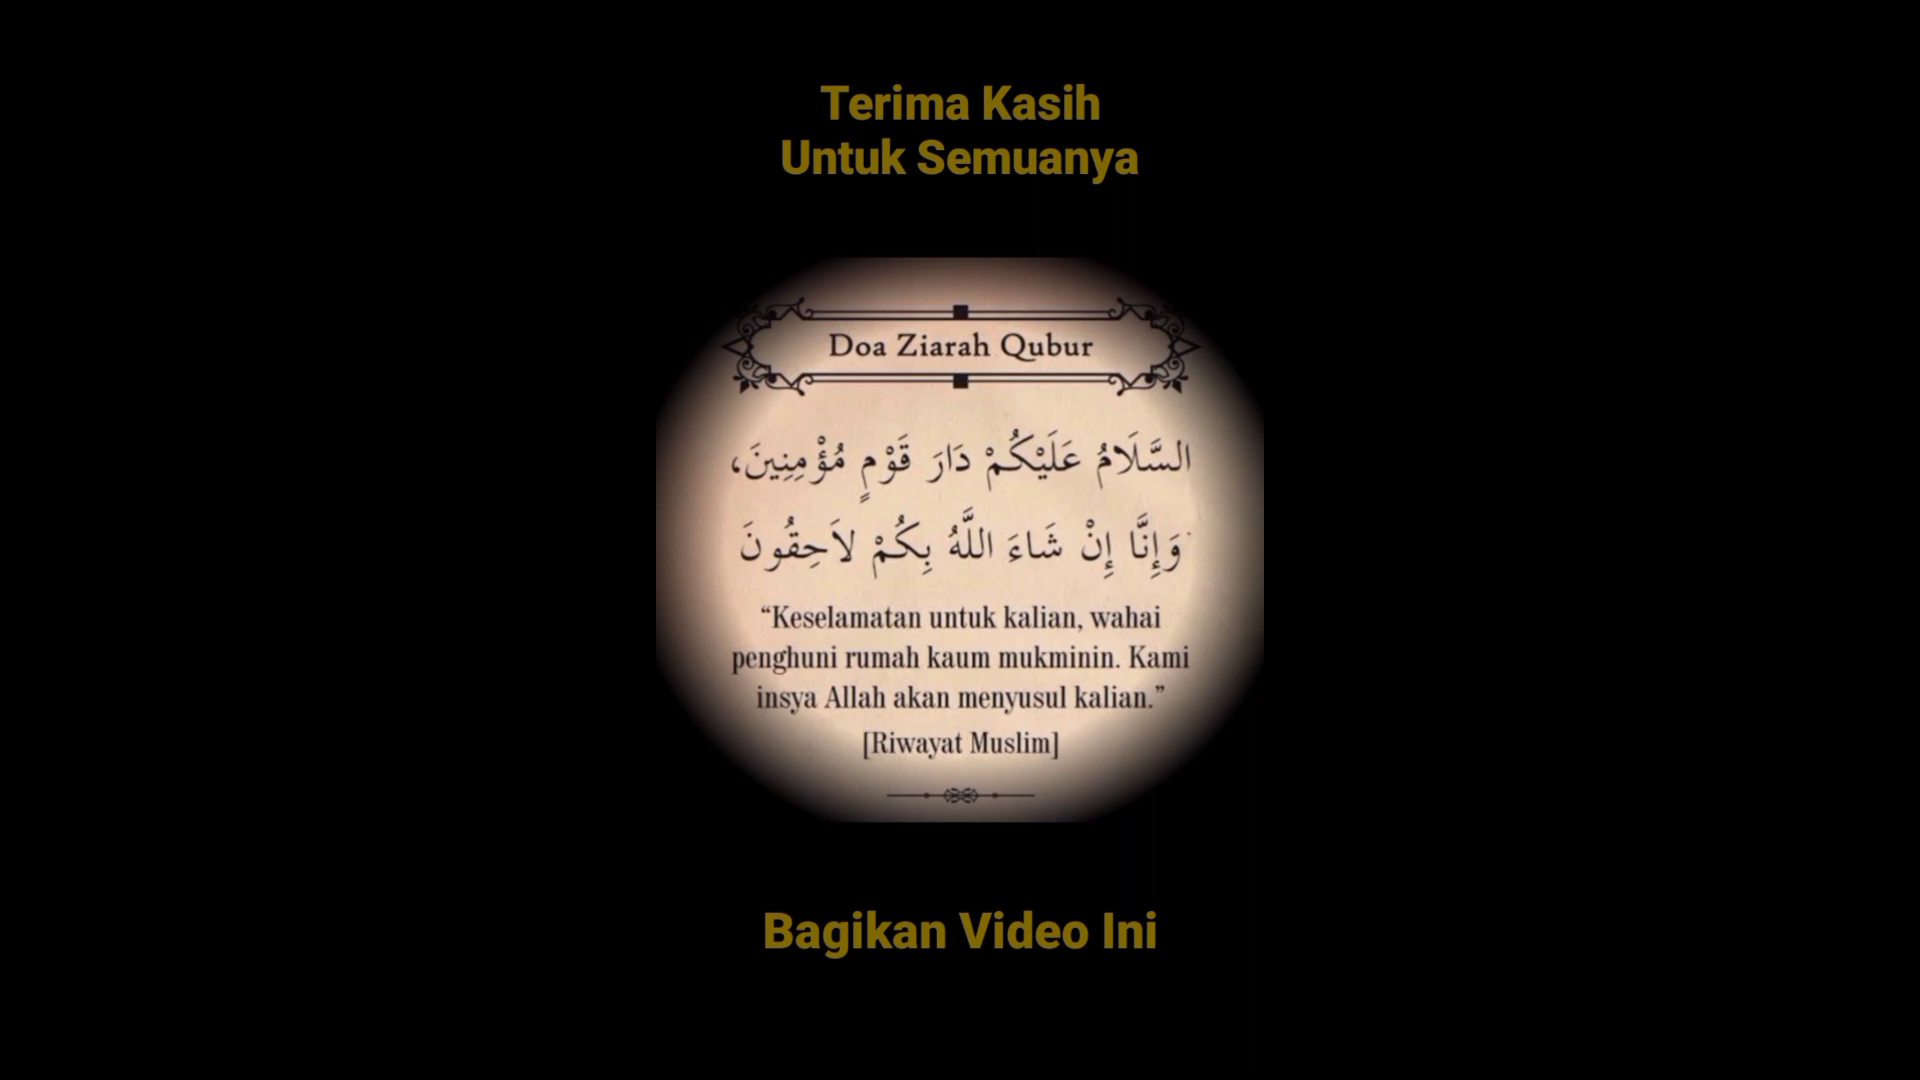 Terima Kasih
Untuk Semuanya
Doa Ziarah Qubur
السَّلَامُ عَلَيْكُمْ دَارَ قَوْمٍ مُؤْمِنِينَ،
وَإِنَّا إِنْ شَاءَ اللَّهُ بِكُمْ لاَحِقُونَ
“Keselamatan untuk kalian, wahai
penghuni rumah kaum mukminin. Kami
insya Allah akan menyusul kalian.”
[Riwayat Muslim]
Bagikan Video Ini